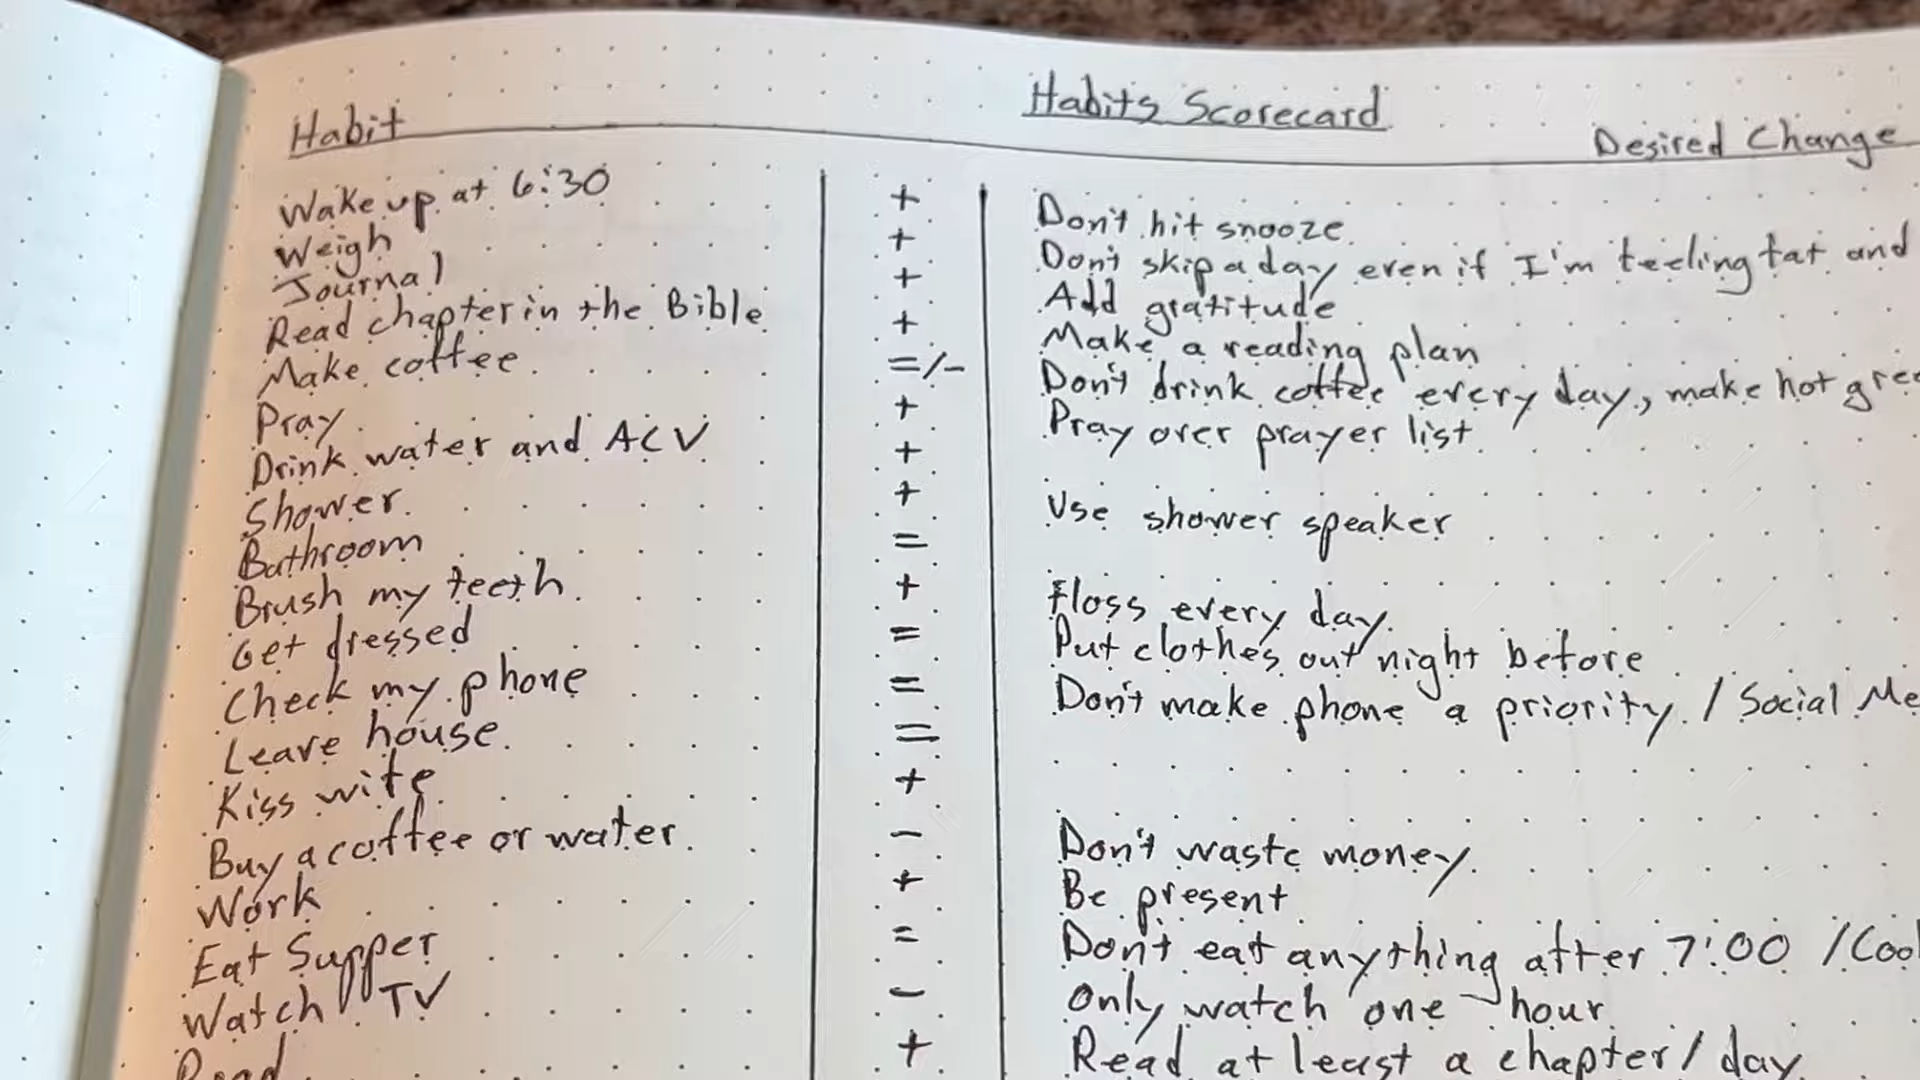 Habits Scorecard
Habit Desired Change
Wake up at 6:30 + Don't hit snooze
Weigh + Don't skip a day even if I'm feeling fat and
Journal + Add gratitude
Read chapter in the Bible + Make a reading plan
Make coffee =/- Don't drink coffee every day, make hot
Pray + Pray over prayer list
Drink water and ACV +
Shower + Use shower speaker
Bathroom =
Brush my teeth + Floss every day
Get dressed = Put clothes out night before
Check my phone = Don't make phone a priority / Social
Leave house =
Kiss wife +
Buy a coffee or water - Don't waste money
Work + Be present
Eat Supper = Don't eat anything after 7:00 /
Watch TV - Only watch one hour
Read + Read at least a chapter / day